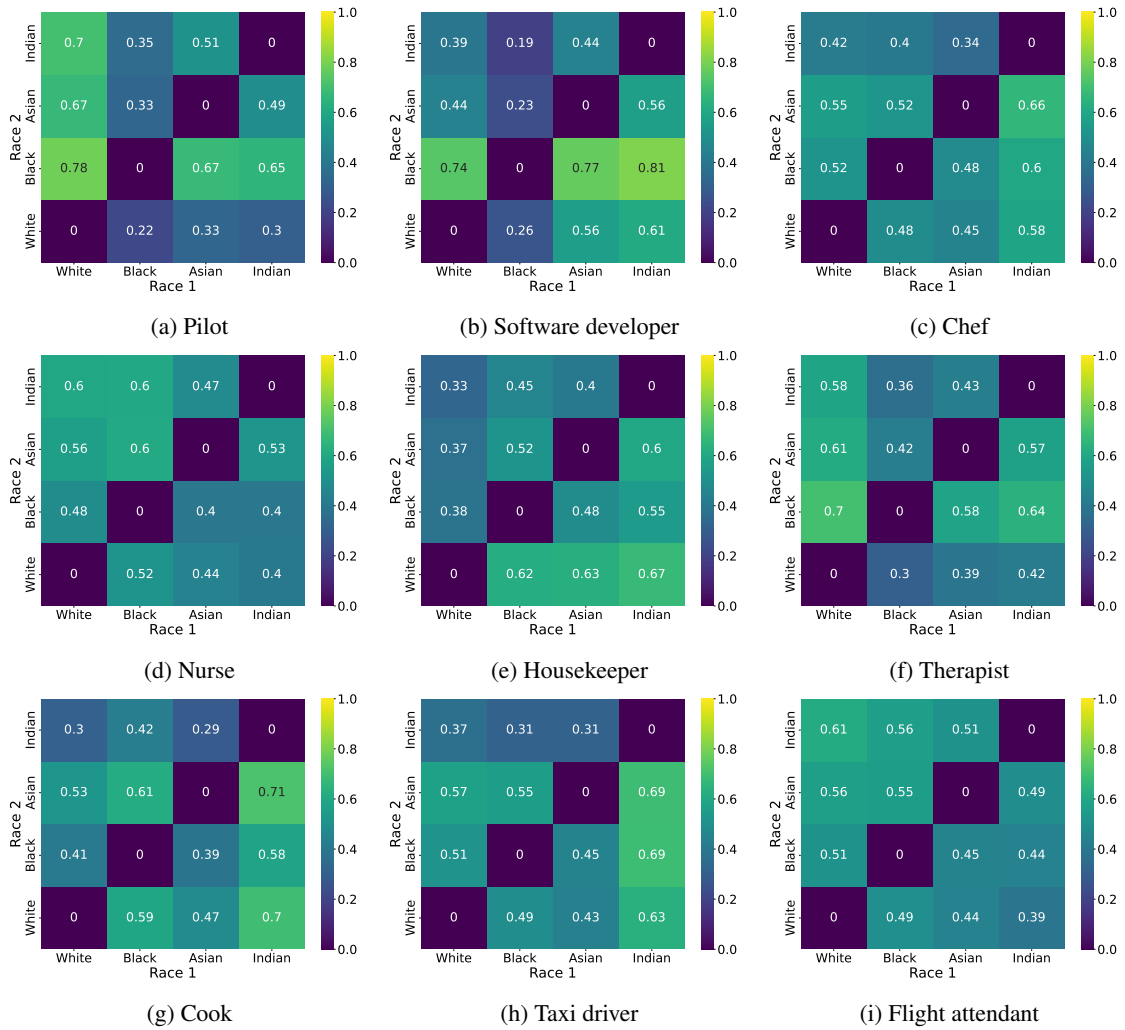 1.0
Indian 0.7 0.35 0.51 0
0.8
Asian 0.67 0.33 0 0.49
0.6
Race 2
0.4
Black 0.78 0 0.67 0.65
0.2
White 0 0.22 0.33 0.3
0.0
White Black Asian Indian
Race 1
(a) Pilot
1.0
Indian 0.39 0.19 0.44 0
0.8
Asian 0.44 0.23 0 0.56
0.6
Race 2
0.4
Black 0.74 0 0.77 0.81
0.2
White 0 0.26 0.56 0.61
0.0
White Black Asian Indian
Race 1
(b) Software developer
1.0
Indian 0.42 0.4 0.34 0
0.8
Asian 0.55 0.52 0 0.66
0.6
Race 2
0.4
Black 0.52 0 0.48 0.6
0.2
White 0 0.48 0.45 0.58
0.0
White Black Asian Indian
Race 1
(c) Chef
1.0
Indian 0.6 0.6 0.47 0
0.8
Asian 0.56 0.6 0 0.53
0.6
Race 2
0.4
Black 0.48 0 0.4 0.4
0.2
White 0 0.52 0.44 0.4
0.0
White Black Asian Indian
Race 1
(d) Nurse
1.0
Indian 0.33 0.45 0.4 0
0.8
Asian 0.37 0.52 0 0.6
0.6
Race 2
0.4
Black 0.38 0 0.48 0.55
0.2
White 0 0.62 0.63 0.67
0.0
White Black Asian Indian
Race 1
(e) Housekeeper
1.0
Indian 0.58 0.36 0.43 0
0.8
Asian 0.61 0.42 0 0.57
0.6
Race 2
0.4
Black 0.7 0 0.58 0.64
0.2
White 0 0.3 0.39 0.42
0.0
White Black Asian Indian
Race 1
(f) Therapist
1.0
Indian 0.3 0.42 0.29 0
0.8
Asian 0.53 0.61 0 0.71
0.6
Race 2
0.4
Black 0.41 0 0.39 0.58
0.2
White 0 0.59 0.47 0.7
0.0
White Black Asian Indian
Race 1
(g) Cook
1.0
Indian 0.37 0.31 0.31 0
0.8
Asian 0.57 0.55 0 0.69
0.6
Race 2
0.4
Black 0.51 0 0.45 0.69
0.2
White 0 0.49 0.43 0.63
0.0
White Black Asian Indian
Race 1
(h) Taxi driver
1.0
Indian 0.61 0.56 0.51 0
0.8
Asian 0.56 0.55 0 0.49
0.6
Race 2
0.4
Black 0.51 0 0.45 0.44
0.2
White 0 0.49 0.44 0.39
0.0
White Black Asian Indian
Race 1
(i) Flight attendant